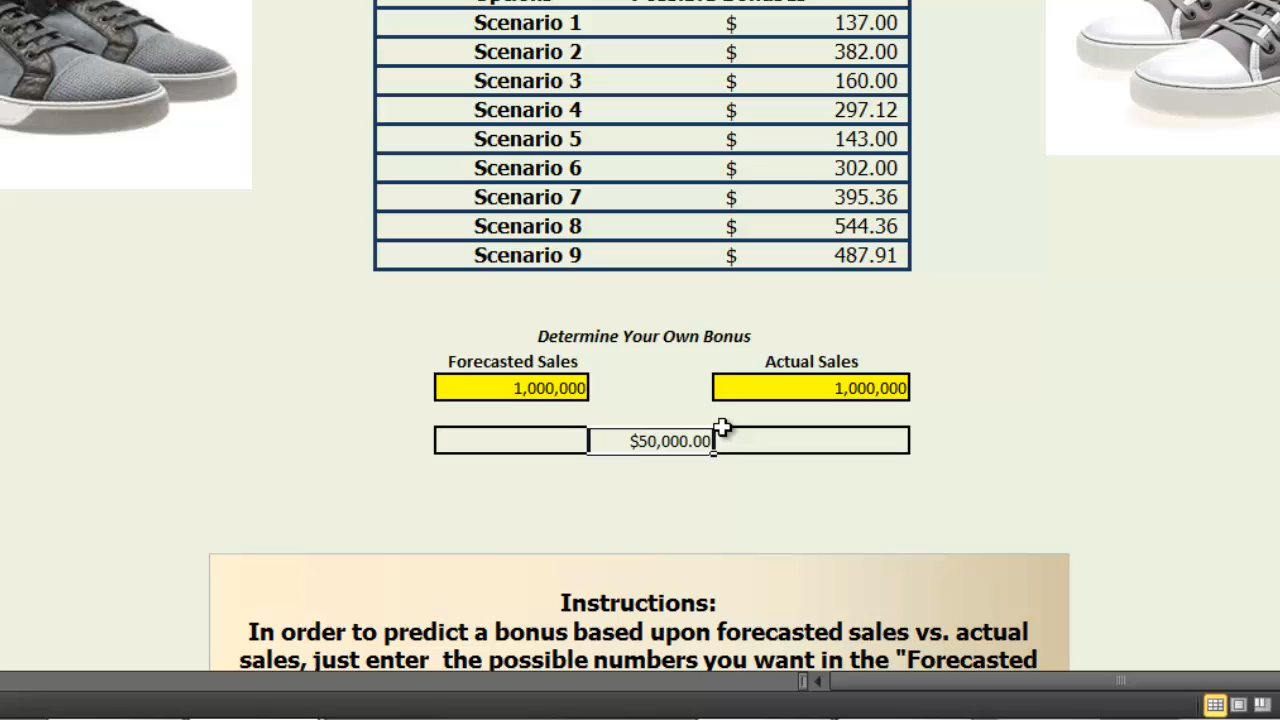 Scenario 1 $ 137.00
Scenario 2 $ 382.00
Scenario 3 $ 160.00
Scenario 4 $ 297.12
Scenario 5 $ 143.00
Scenario 6 $ 302.00
Scenario 7 $ 395.36
Scenario 8 $ 544.36
Scenario 9 $ 487.91
Determine Your Own Bonus
Forecasted Sales Actual Sales
1,000,000 1,000,000
$50,000.00
Instructions:
In order to predict a bonus based upon forecasted sales vs. actual
sales, just enter the possible numbers you want in the "Forecasted